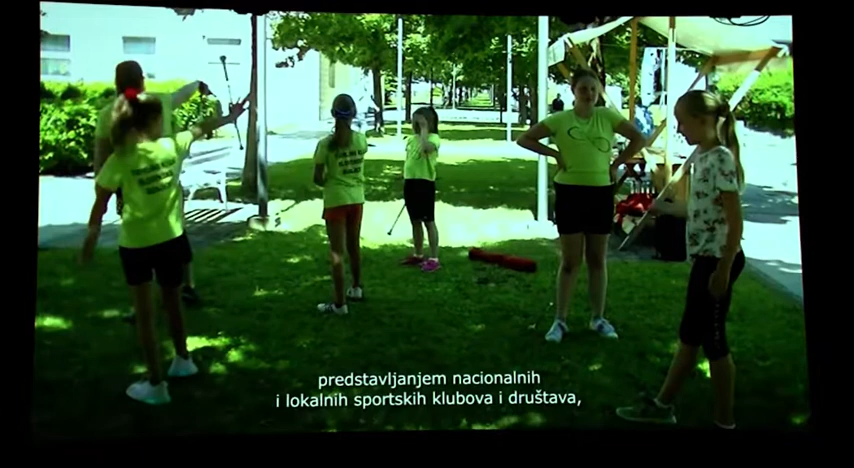 predstavljanjem nacionalnih
i lokalnih sportskih klubova i društava,